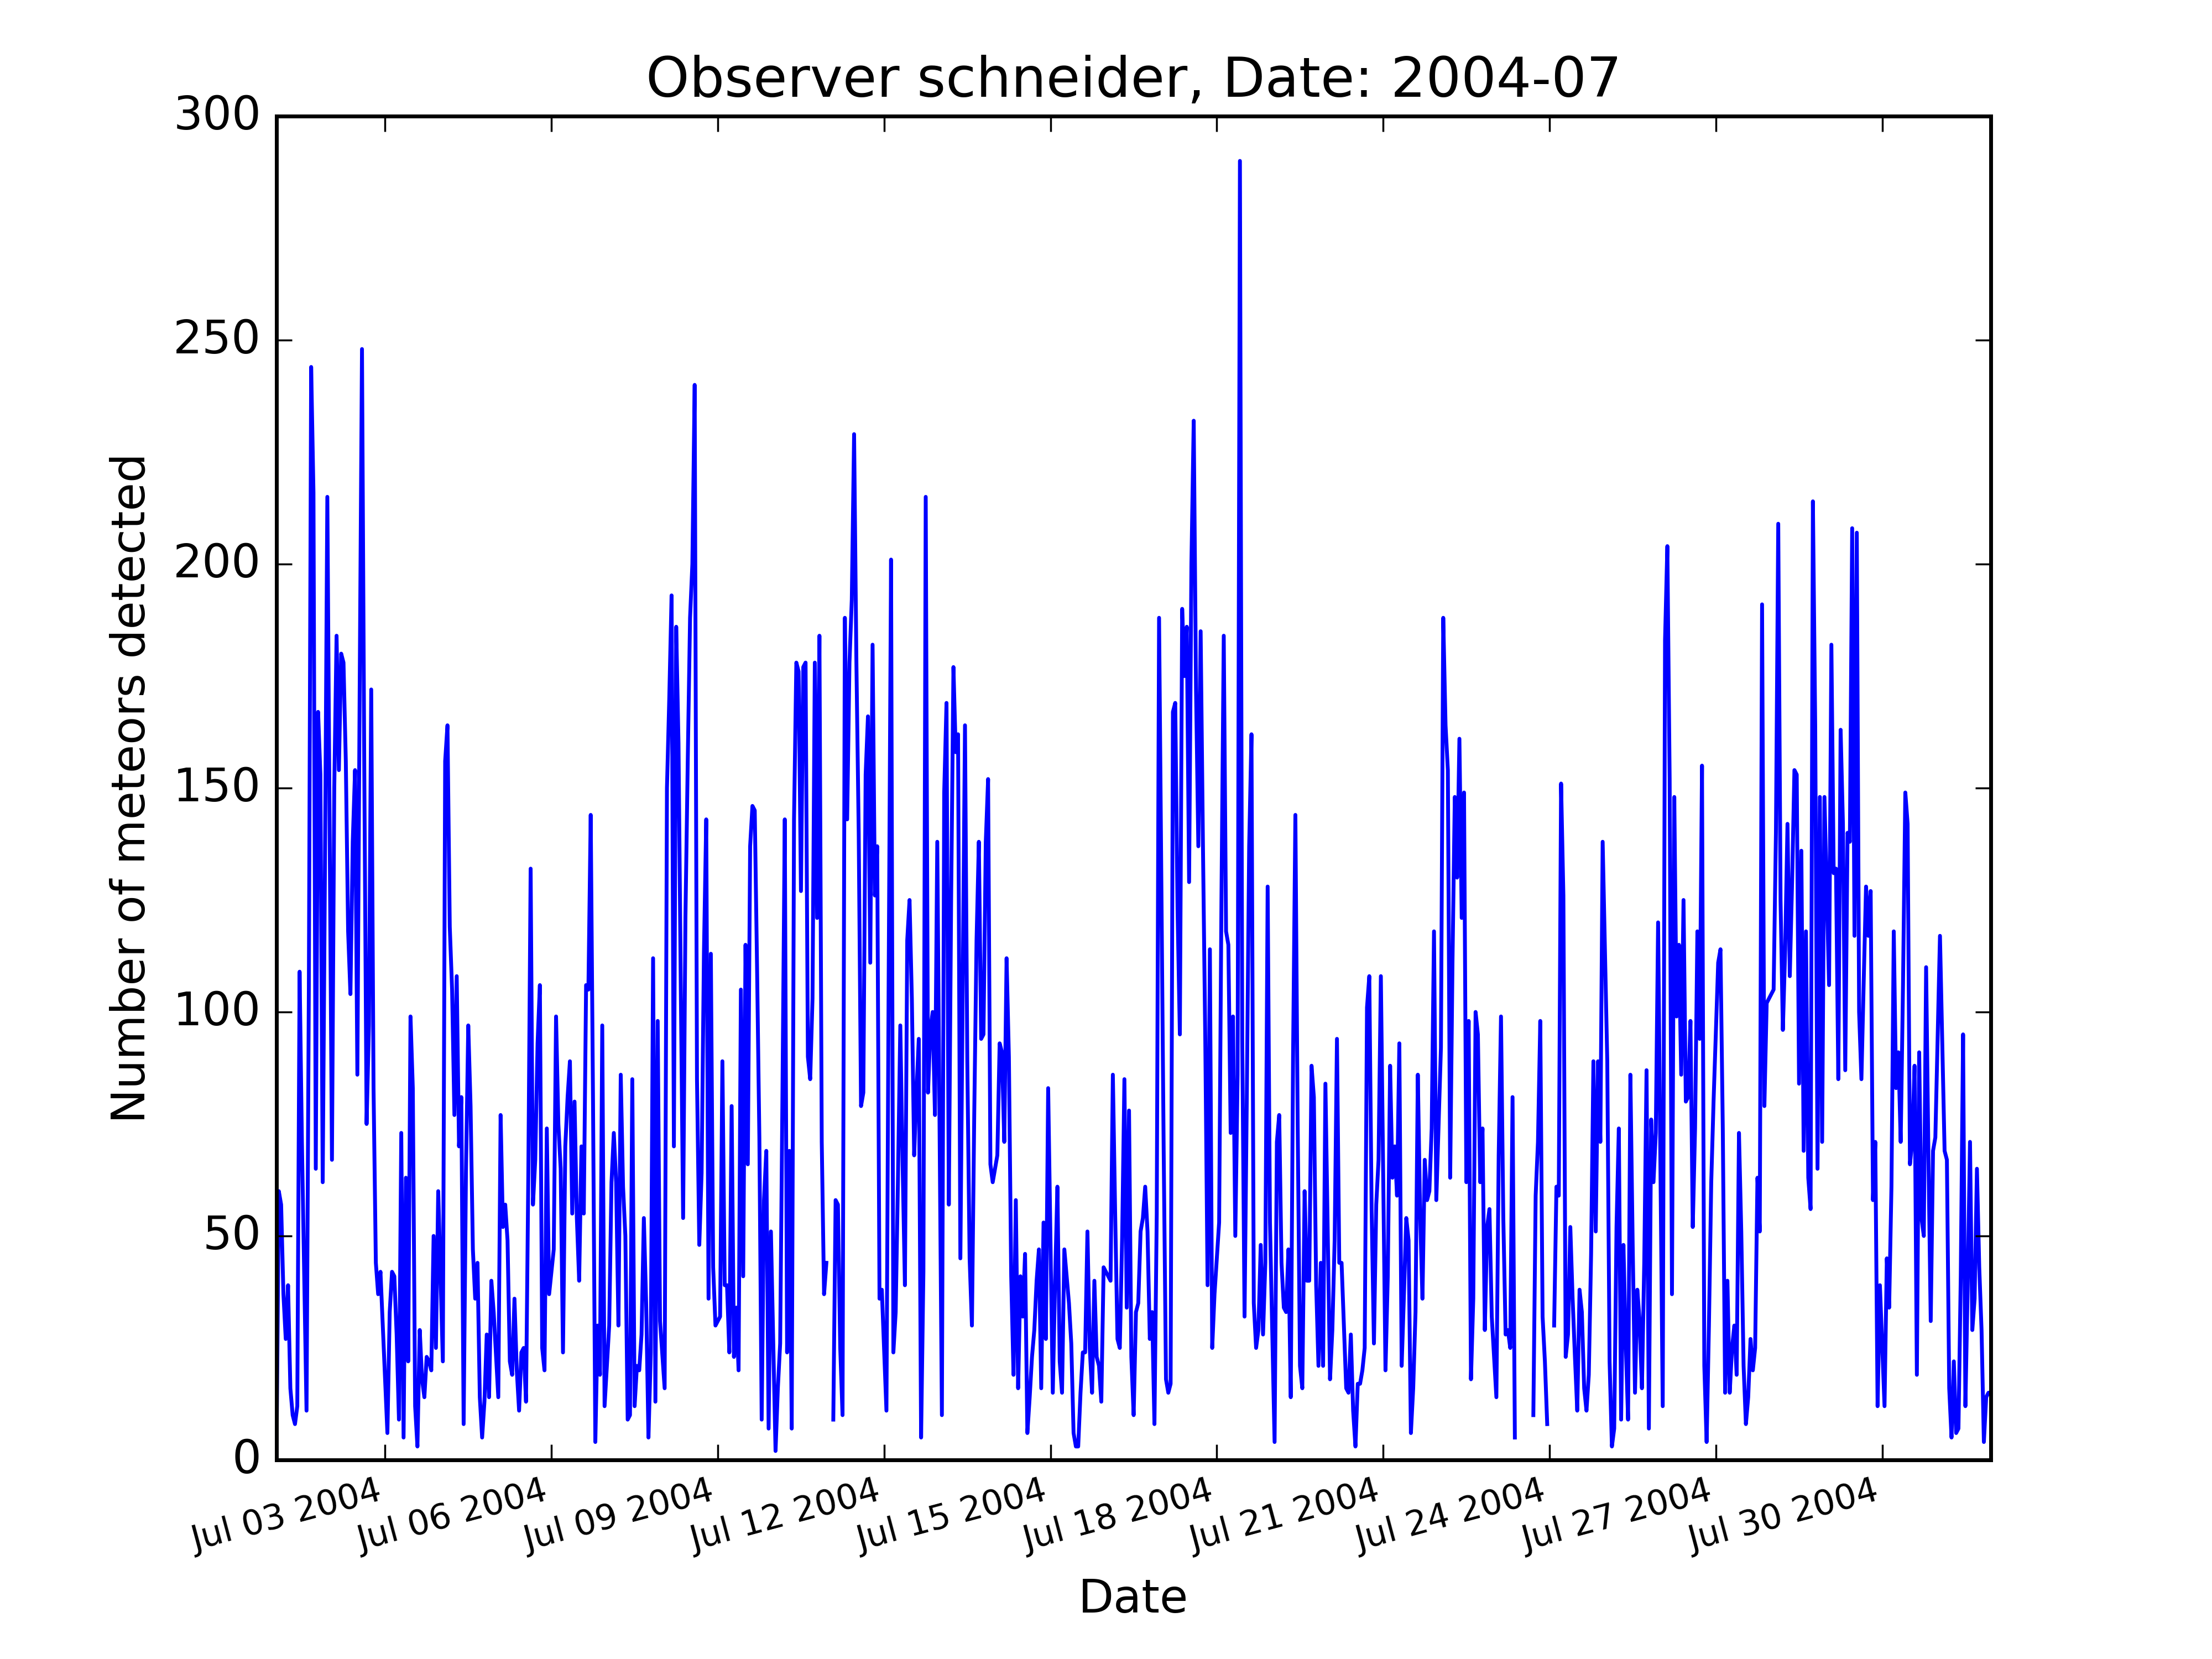 Observer schneider, Date: 2004-07
Number of meteors detected
300
250
200
150
100
50
0
Jul 03 2004
Jul 06 2004
Jul 09 2004
Jul 12 2004
Jul 15 2004
Jul 18 2004
Jul 21 2004
Jul 24 2004
Jul 27 2004
Jul 30 2004
Date